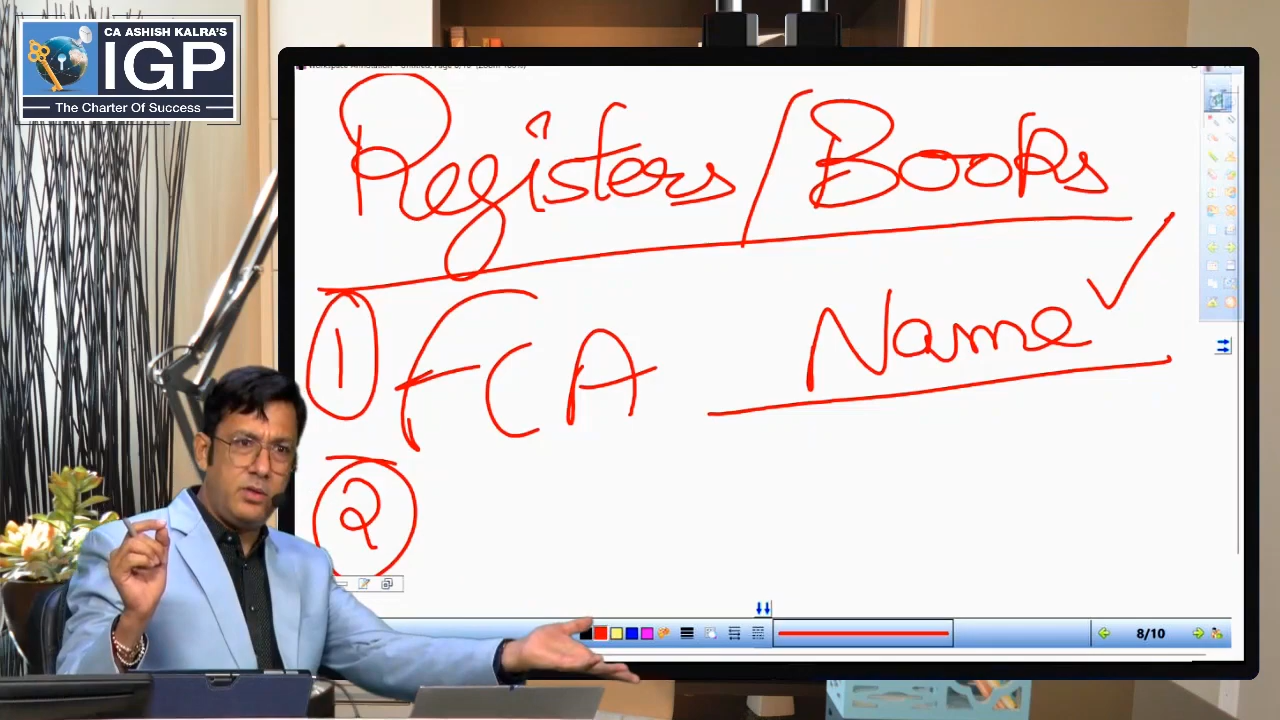 CA ASHISH KALRA'S
IGP
The Charter Of Success
Registers/Books
1 FCA Name
2
8/10